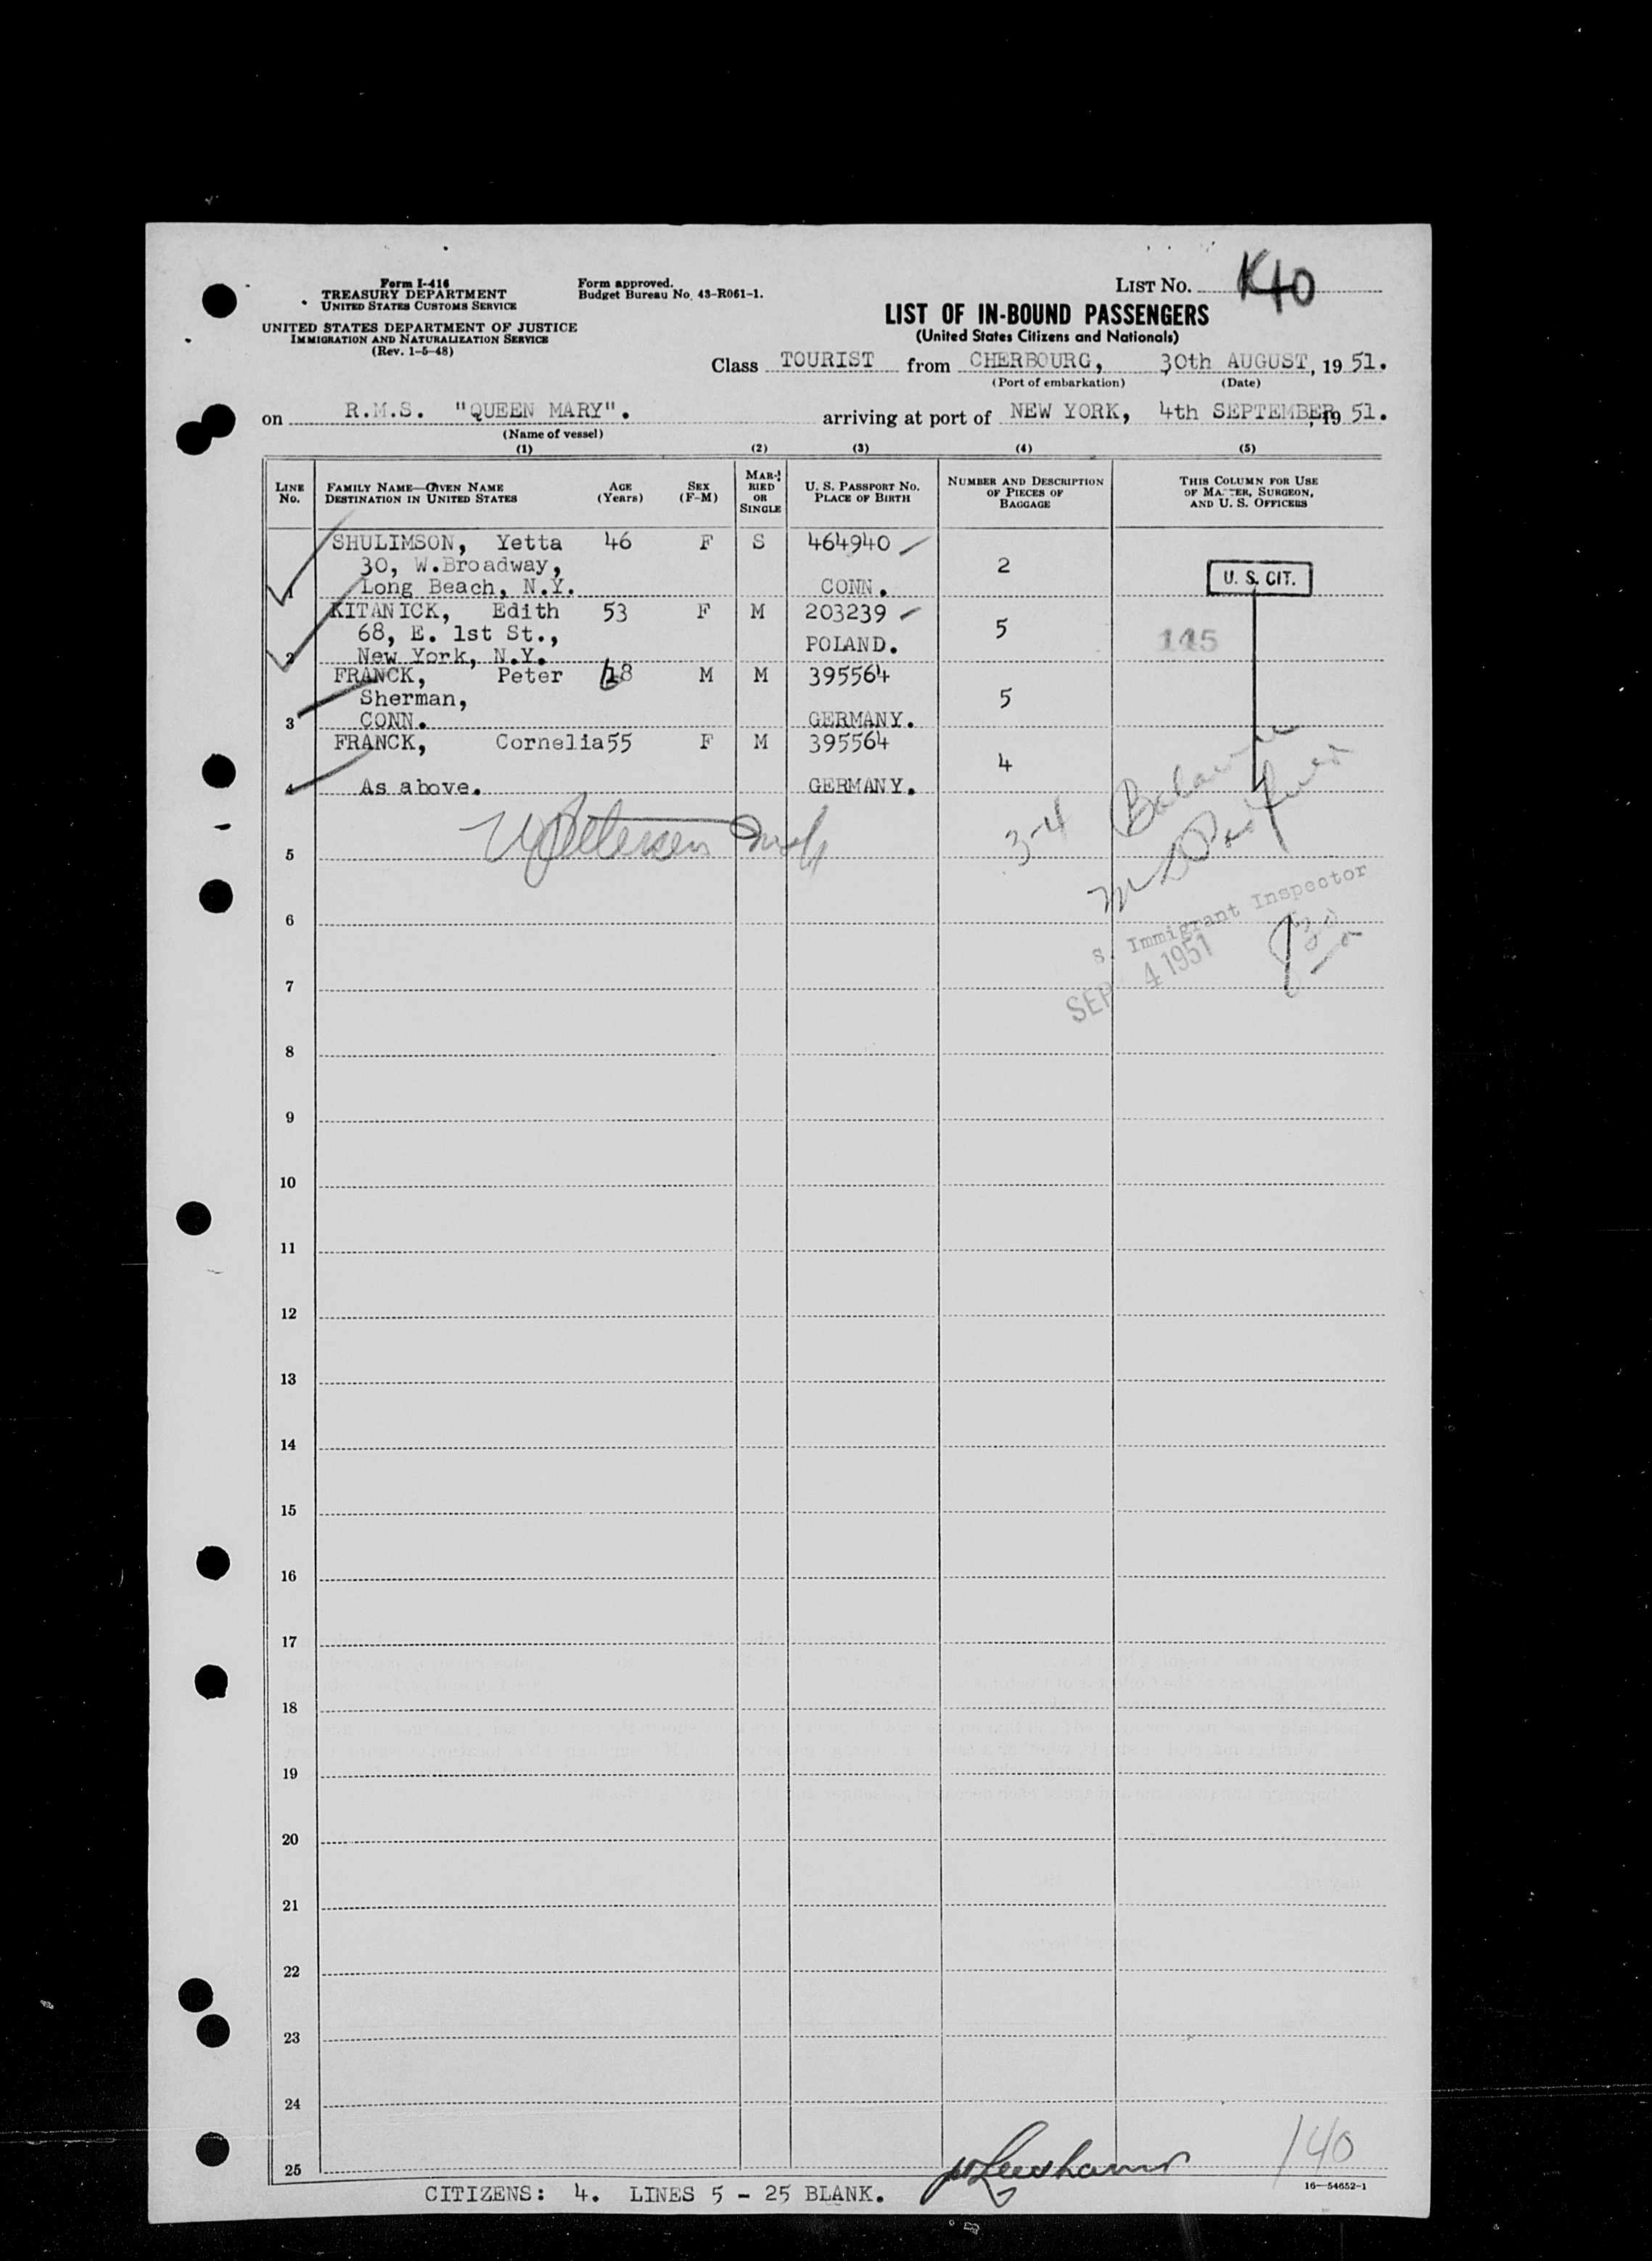 Form I-416
TREASURY DEPARTMENT
UNITED STATES CUSTOMS SERVICE
UNITED STATES DEPARTMENT OF JUSTICE
IMMIGRATION AND NATURALIZATION SERVICE
(Rev. 1-5-48)
Form approved.
Budget Bureau No. 43-R061-1.
LIST NO. K40
LIST OF IN-BOUND PASSENGERS
(United States Citizens and Nationals)
Class TOURIST from CHERBOURG, 30th AUGUST, 19 51.
(Port of embarkation) (Date)
on R.M.S. "QUEEN MARY". arriving at port of NEW YORK, 4th SEPTEMBER, 19 51.
(Name of vessel)
(1) (2) (3) (4) (5)
LINE NO. FAMILY NAME—GIVEN NAME DESTINATION IN UNITED STATES AGE (Years) SEX (F-M) MARRIED OR SINGLE U. S. PASSPORT NO. PLACE OF BIRTH NUMBER AND DESCRIPTION OF PIECES OF BAGGAGE THIS COLUMN FOR USE OF MASTER, SURGEON, AND U. S. OFFICERS
SHULIMSON, Yetta 46 F S 464940
30, W.Broadway, 2
1 Long Beach, N.Y. CONN. U. S. CIT.
KITANICK, Edith 53 F M 203239
68, E. 1st St., POLAND. 5 145
2 New York, N.Y.
FRANCK, Peter 18 M M 395564
Sherman, 5
3 CONN. GERMANY.
FRANCK, Cornelia 55 F M 395564
4
4 As above. GERMANY.
3-4
5
6
S. Immigrant Inspector
SEP 4 1951
7
8
9
10
11
12
13
14
15
16
17
18
19
20
21
22
23
24
140
25
16—54652-1
CITIZENS: 4. LINES 5 - 25 BLANK.